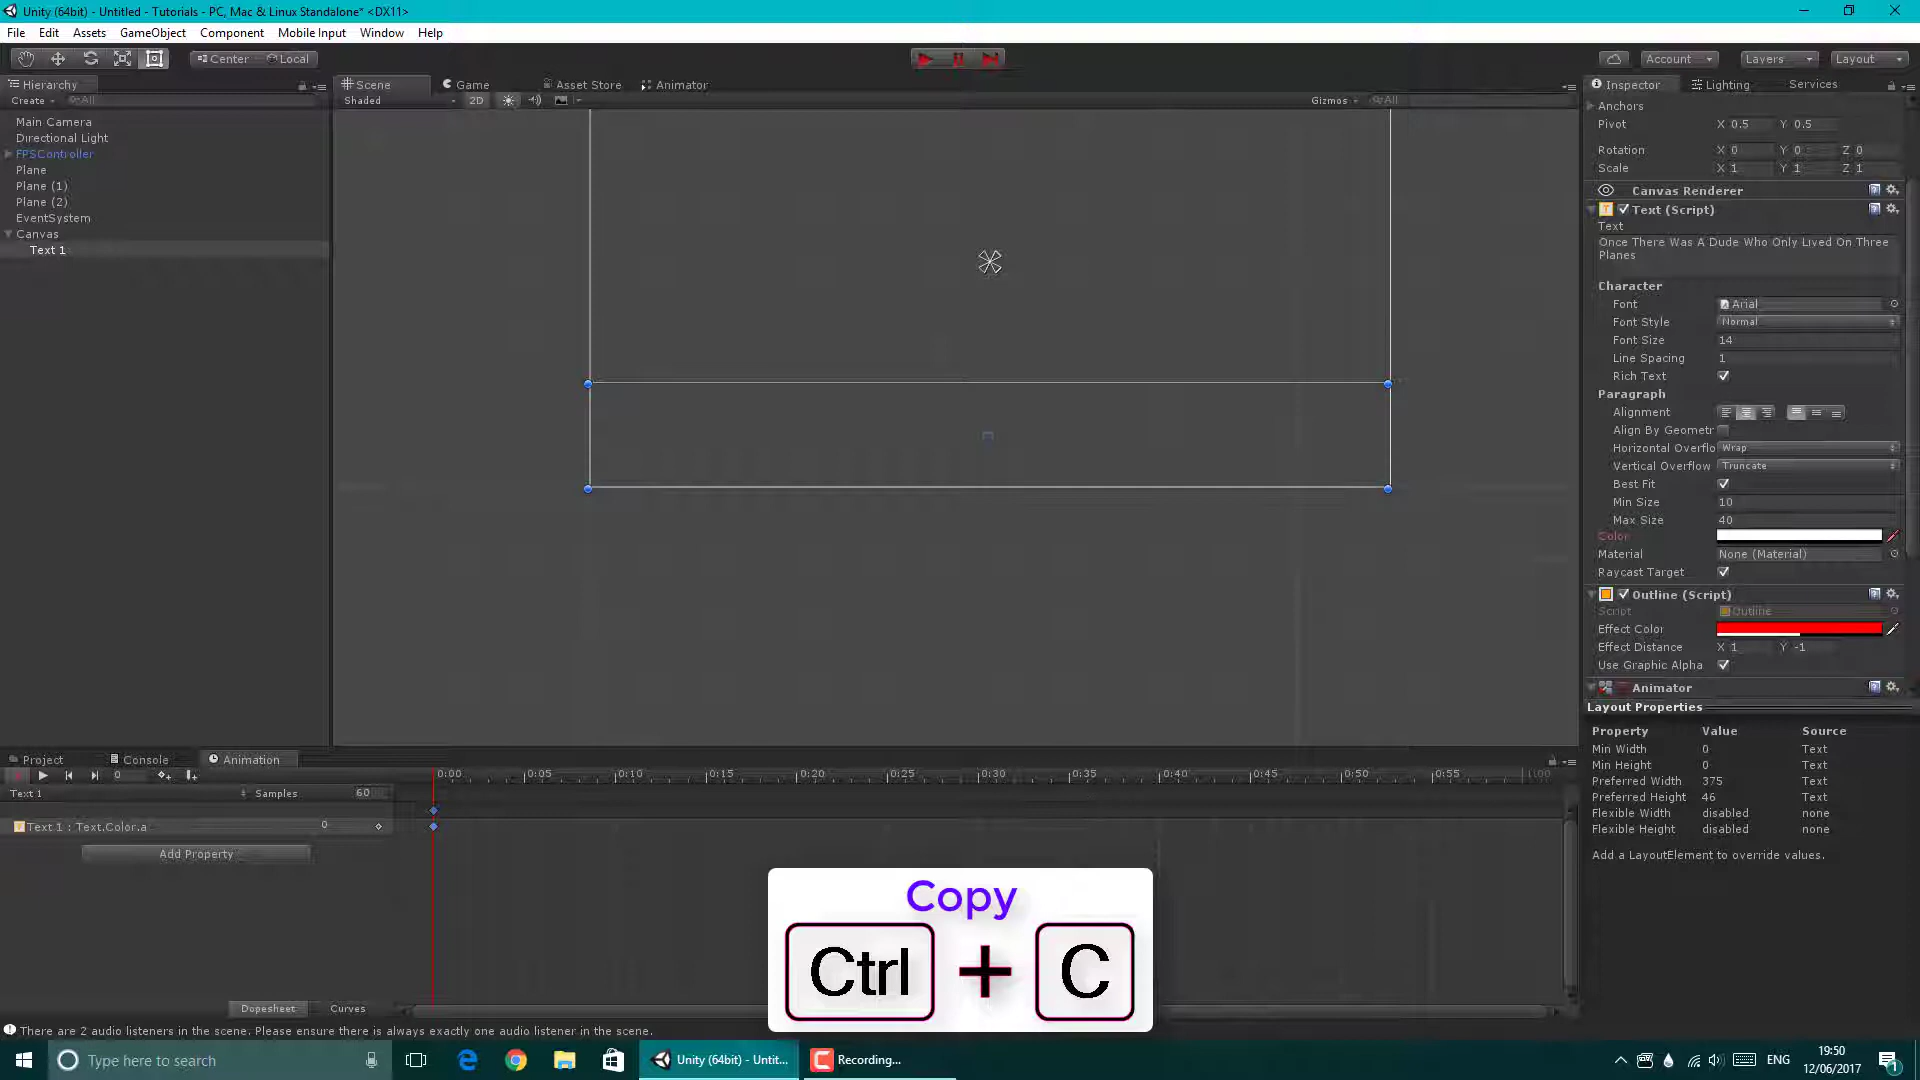 Unity (64bit) - Untitled - Tutorials - PC, Mac & Linux Standalone* <DX11>
File Edit Assets GameObject Component Mobile Input Window Help
Center Local Account Layers Layout
Hierarchy
Create All
Main Camera
Directional Light
FPSController
Plane
Plane (1)
Plane (2)
EventSystem
Canvas
Text 1
Scene Game Asset Store Animator
Shaded 2D Gizmos All
Inspector Lighting Services
Anchors
Pivot X 0.5 Y 0.5
Rotation X 0 Y 0 Z 0
Scale X 1 Y 1 Z 1
Canvas Renderer
Text (Script)
Text
Once There Was A Dude Who Only Lived On Three
Planes
Character
Font Arial
Font Style Normal
Font Size 14
Line Spacing 1
Rich Text
Paragraph
Alignment
Align By Geometr
Horizontal Overflo Wrap
Vertical Overflow Truncate
Best Fit
Min Size 10
Max Size 40
Color
Material None (Material)
Raycast Target
Outline (Script)
Script Outline
Effect Color
Effect Distance X 1 Y -1
Use Graphic Alpha
Animator
Layout Properties
Property Value Source
Min Width 0 Text
Min Height 0 Text
Preferred Width 375 Text
Preferred Height 46 Text
Flexible Width disabled none
Flexible Height disabled none
Add a LayoutElement to override values.
Project Console Animation
0 0:00 0:05 0:10 0:15 0:20 0:25 0:30 0:35 0:40 0:45 0:50 0:55 1:00
Text 1 Samples 60
Text 1 : Text.Color.a 0
Add Property
Dopesheet Curves
Copy
Ctrl + C
There are 2 audio listeners in the scene. Please ensure there is always exactly one audio listener in the scene.
Type here to search
Unity (64bit) - Untit...
Recording...
ENG
19:50
12/06/2017
1